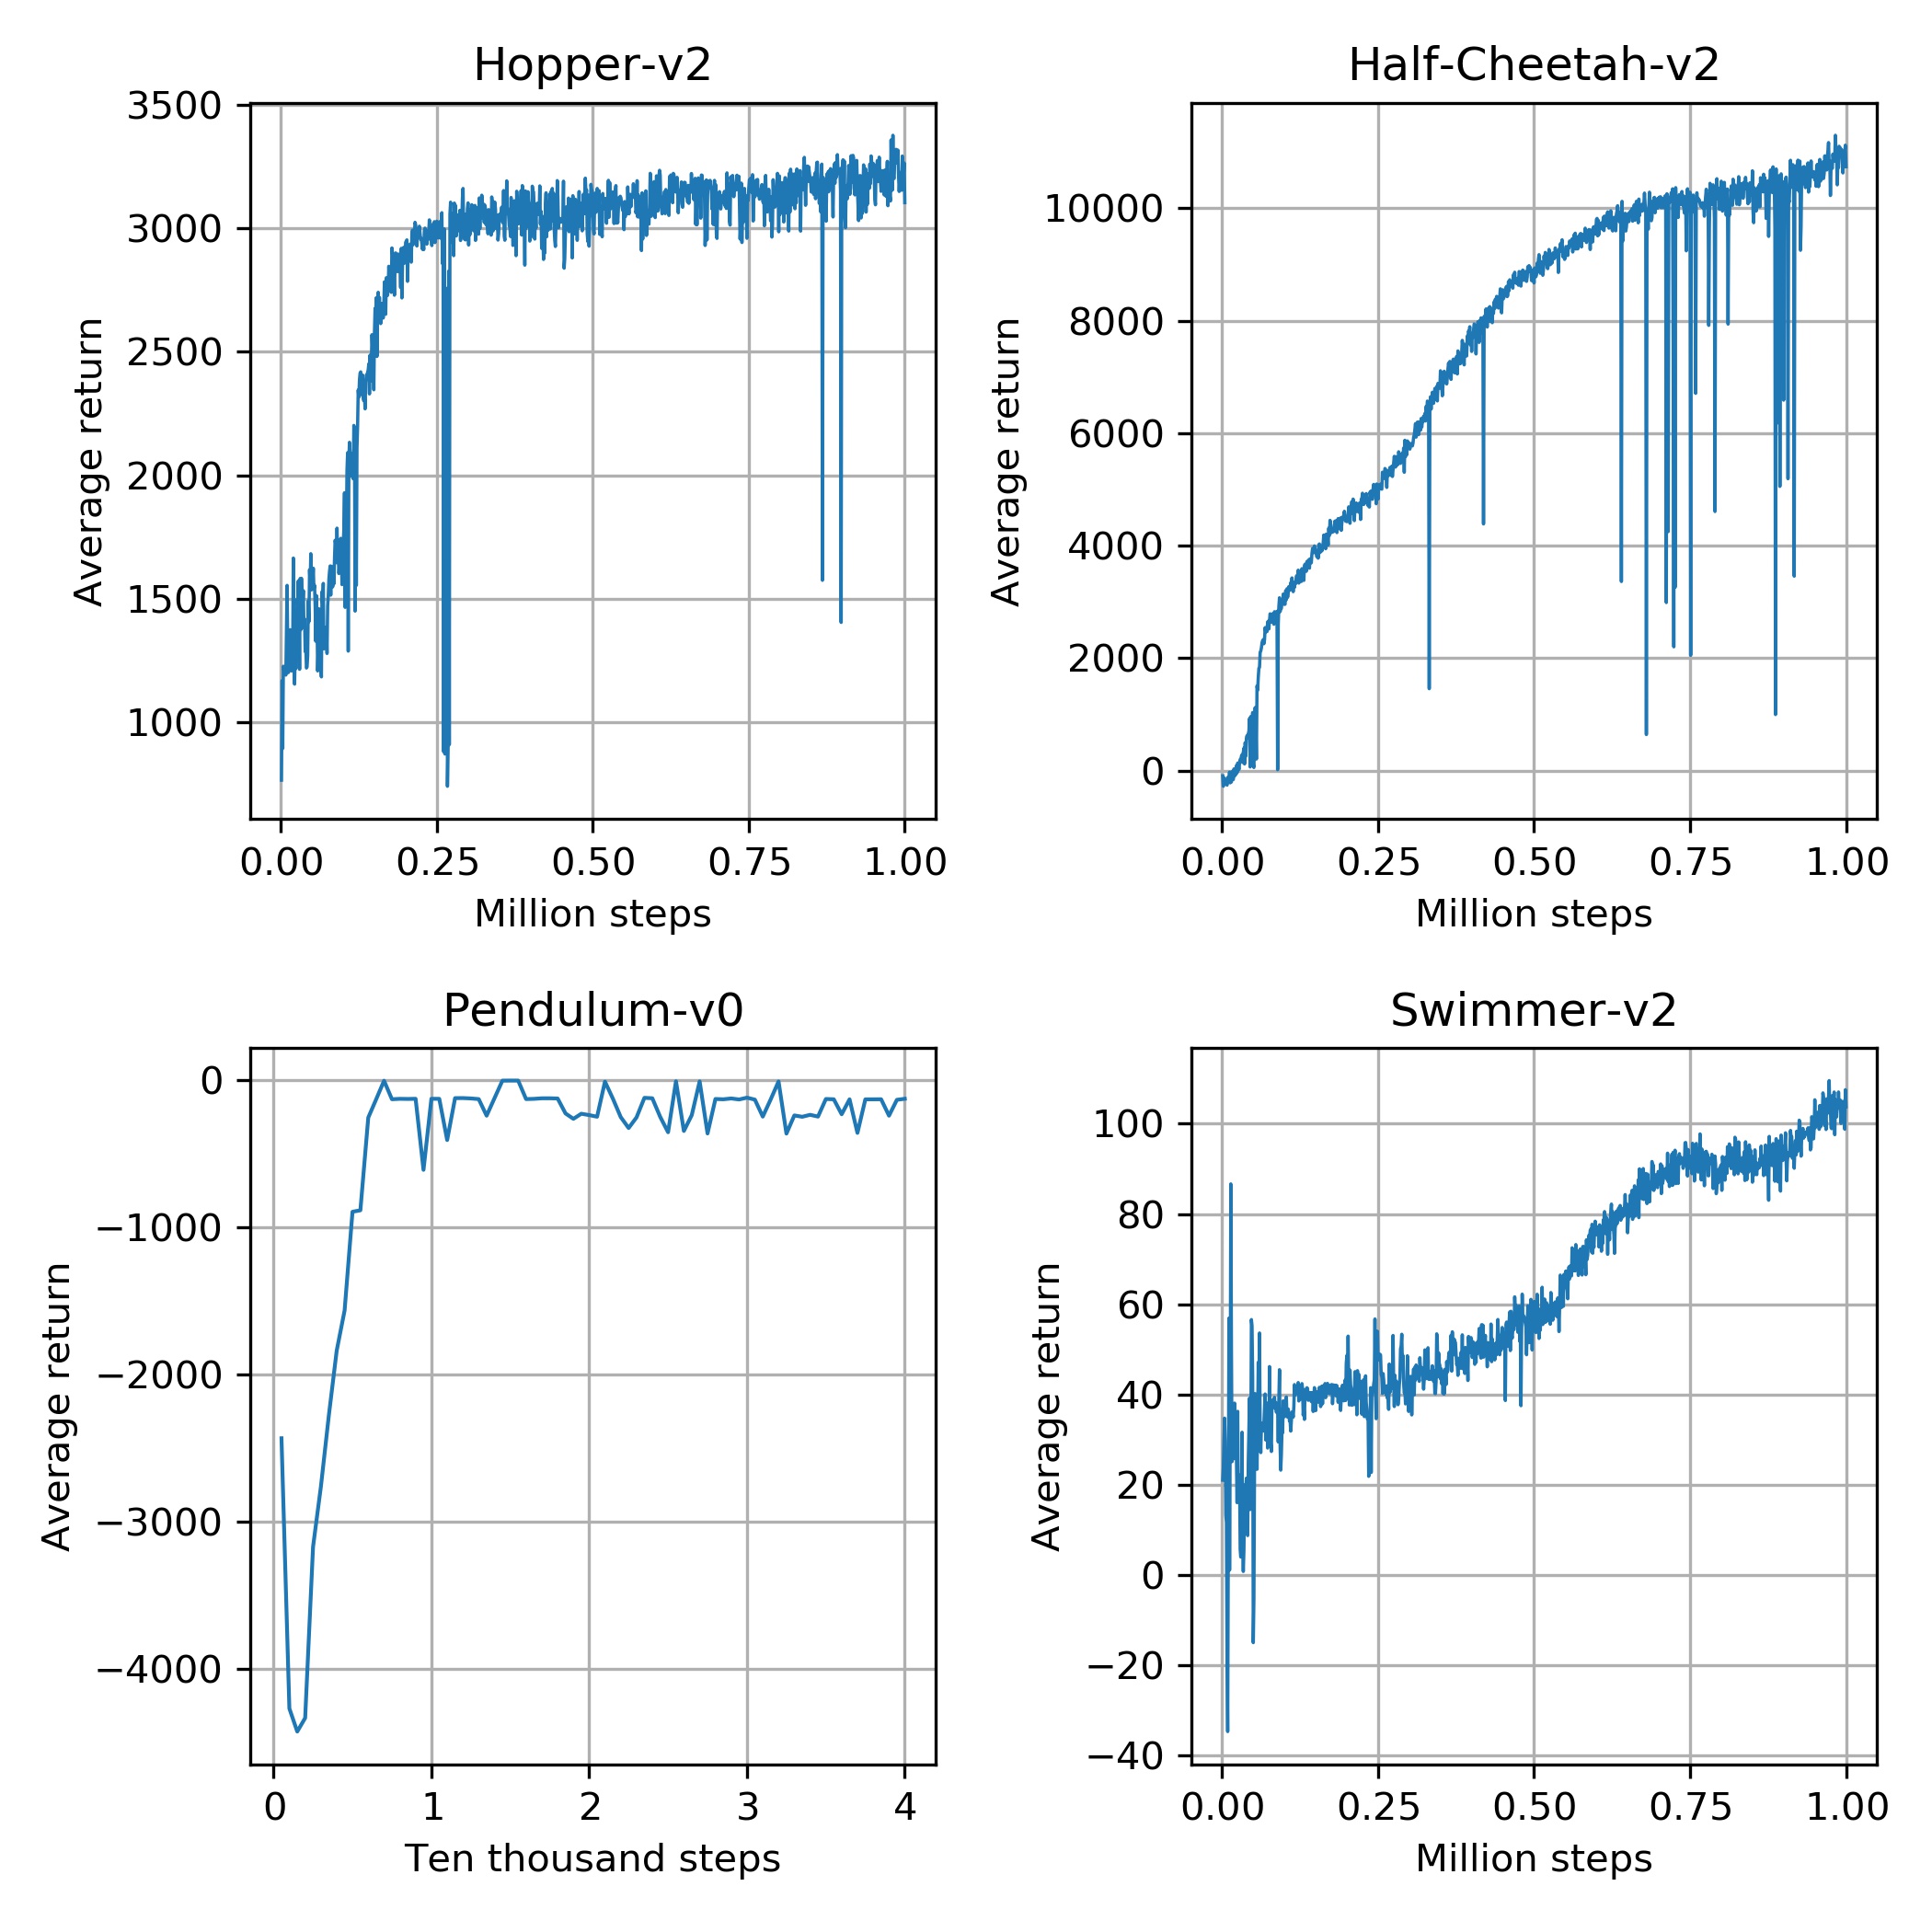 Hopper-v2
3500
3000
2500
2000
1500
1000
Average return
0.00 0.25 0.50 0.75 1.00
Million steps
Half-Cheetah-v2
10000
8000
6000
4000
2000
0
Average return
0.00 0.25 0.50 0.75 1.00
Million steps
Pendulum-v0
0
−1000
−2000
−3000
−4000
Average return
0 1 2 3 4
Ten thousand steps
Swimmer-v2
100
80
60
40
20
0
−20
−40
Average return
0.00 0.25 0.50 0.75 1.00
Million steps